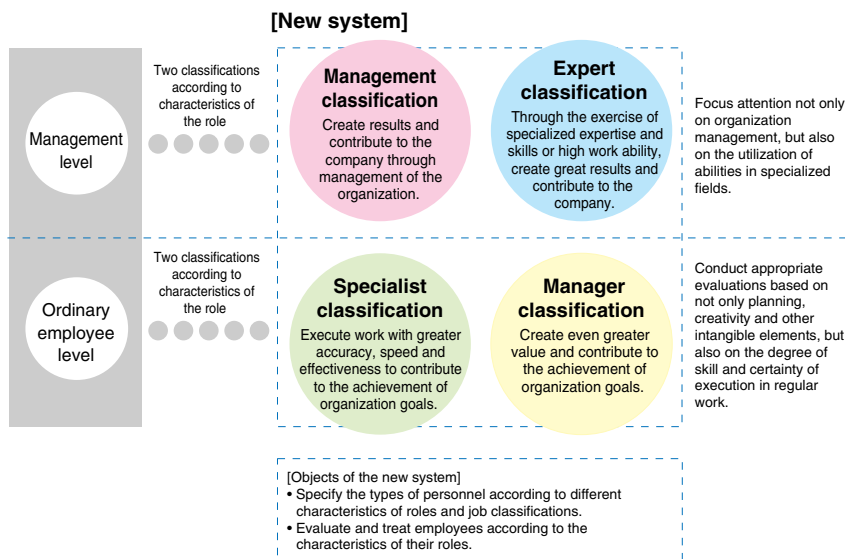 [New system]
Management
level
Two classifications
according to
characteristics of
the role
Management
classification
Create results and
contribute to the
company through
management of the
organization.
Expert
classification
Through the exercise of
specialized expertise and
skills or high work ability,
create great results and
contribute to the
company.
Focus attention not only
on organization
management, but also
on the utilization of
abilities in specialized
fields.
Ordinary
employee
level
Two classifications
according to
characteristics of
the role
Specialist
classification
Execute work with greater
accuracy, speed and
effectiveness to contribute
to the achievement of
organization goals.
Manager
classification
Create even greater
value and contribute to
the achievement of
organization goals.
Conduct appropriate
evaluations based on
not only planning,
creativity and other
intangible elements, but
also on the degree of
skill and certainty of
execution in regular
work.
[Objects of the new system]
• Specify the types of personnel according to different
characteristics of roles and job classifications.
• Evaluate and treat employees according to the
characteristics of their roles.